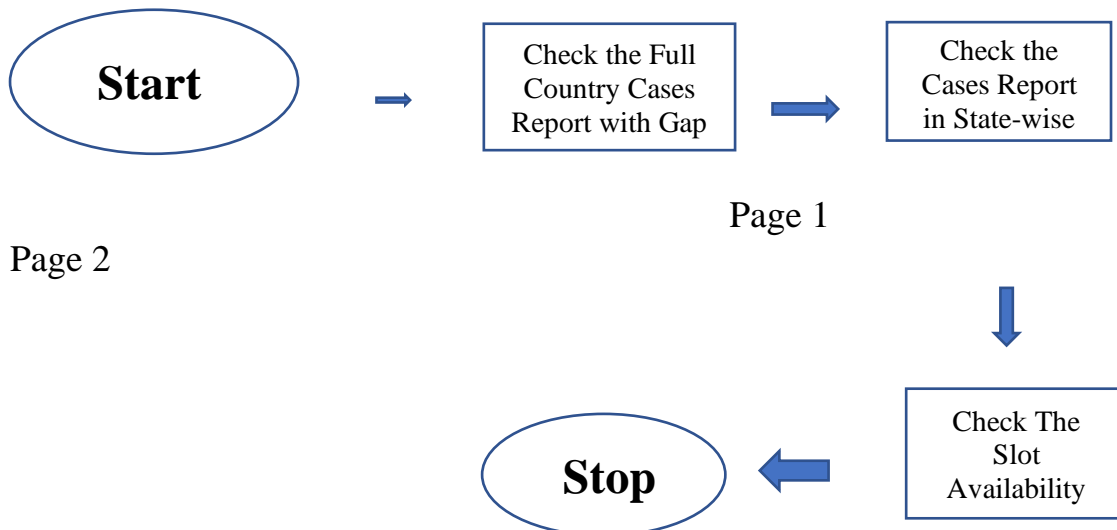 Start
Check the Full
Country Cases
Report with Gap
Check the
Cases Report
in State-wise
Page 1
Page 2
Check The
Slot
Availability
Stop